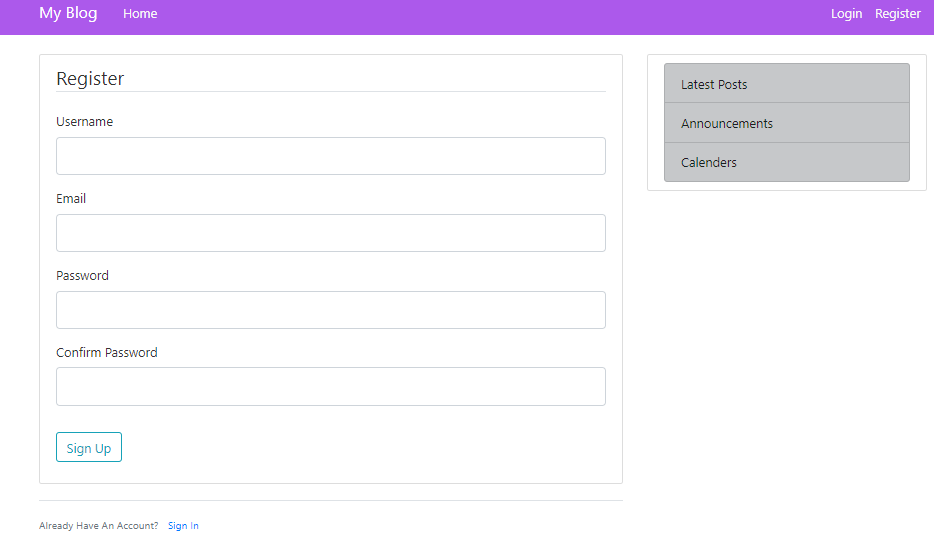 My Blog Home Login Register
Register
Username
Email
Password
Confirm Password
Sign Up
Already Have An Account? Sign In
Latest Posts
Announcements
Calenders